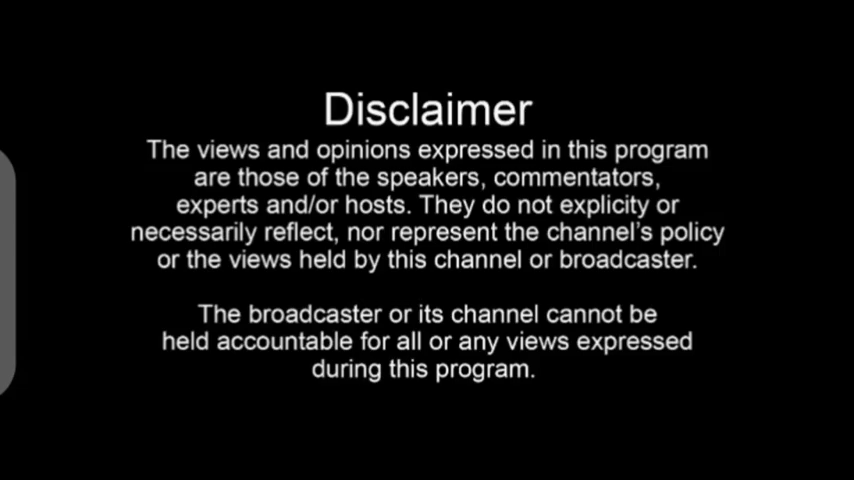 Disclaimer
The views and opinions expressed in this program
are those of the speakers, commentators,
experts and/or hosts. They do not explicity or
necessarily reflect, nor represent the channel's policy
or the views held by this channel or broadcaster.
The broadcaster or its channel cannot be
held accountable for all or any views expressed
during this program.